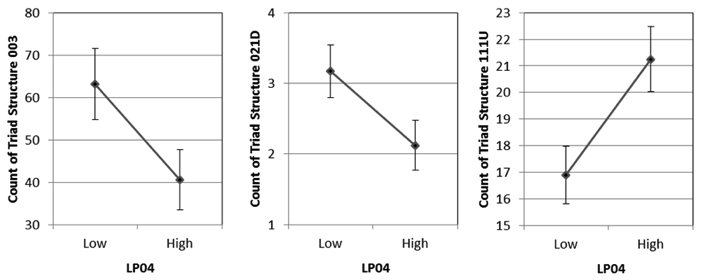 Count of Triad Structure 003
80
70
60
50
40
30
Low High
LP04
Count of Triad Structure 021D
4
3
2
1
Low High
LP04
Count of Triad Structure 111U
23
22
21
20
19
18
17
16
15
Low High
LP04